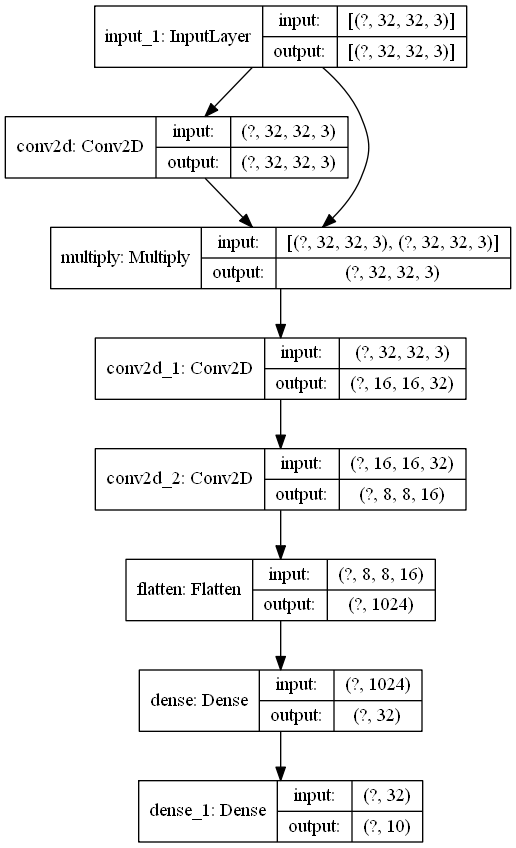 input_1: InputLayer
input: [(?, 32, 32, 3)]
output: [(?, 32, 32, 3)]
conv2d: Conv2D
input: (?, 32, 32, 3)
output: (?, 32, 32, 3)
multiply: Multiply
input: [(?, 32, 32, 3), (?, 32, 32, 3)]
output: (?, 32, 32, 3)
conv2d_1: Conv2D
input: (?, 32, 32, 3)
output: (?, 16, 16, 32)
conv2d_2: Conv2D
input: (?, 16, 16, 32)
output: (?, 8, 8, 16)
flatten: Flatten
input: (?, 8, 8, 16)
output: (?, 1024)
dense: Dense
input: (?, 1024)
output: (?, 32)
dense_1: Dense
input: (?, 32)
output: (?, 10)